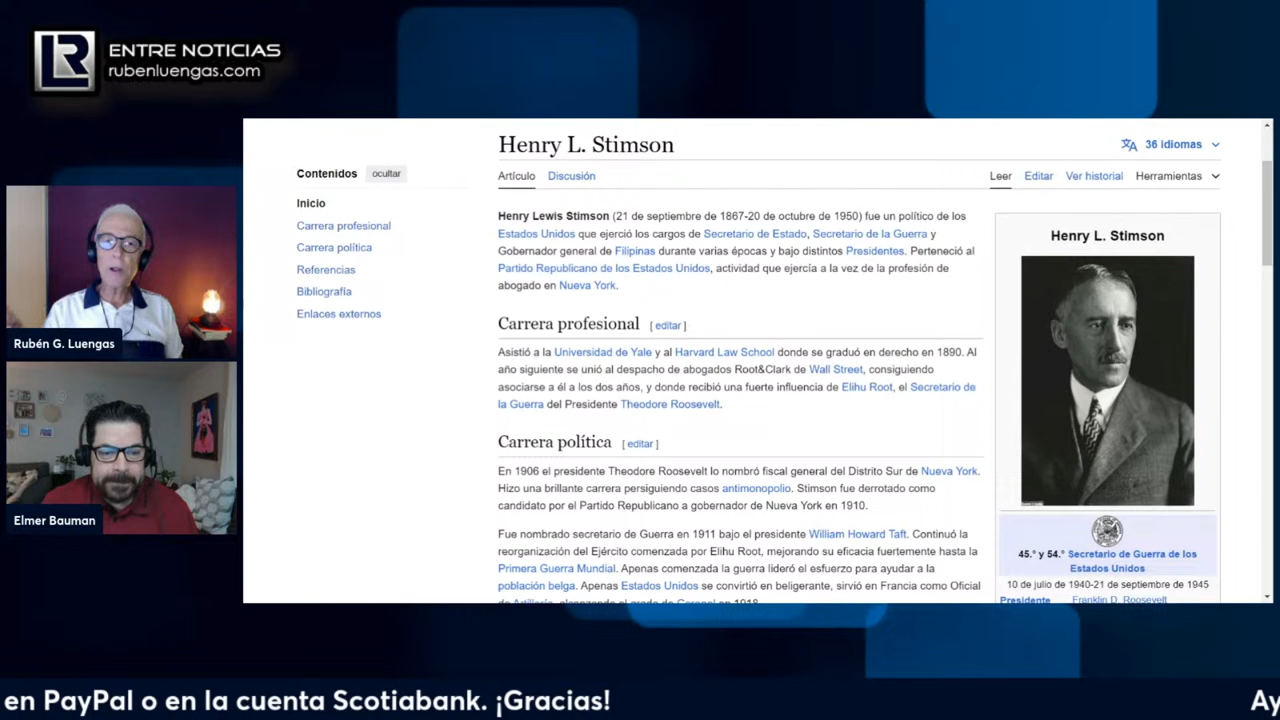 ENTRE NOTICIAS
rubenluengas.com
Rubén G. Luengas
Elmer Bauman
Contenidos ocultar
Inicio
Carrera profesional
Carrera política
Referencias
Bibliografía
Enlaces externos
Henry L. Stimson
36 idiomas
Artículo Discusión
Leer Editar Ver historial Herramientas
Henry Lewis Stimson (21 de septiembre de 1867-20 de octubre de 1950) fue un político de los
Estados Unidos que ejerció los cargos de Secretario de Estado, Secretario de la Guerra y
Gobernador general de Filipinas durante varias épocas y bajo distintos Presidentes. Perteneció al
Partido Republicano de los Estados Unidos, actividad que ejercía a la vez de la profesión de
abogado en Nueva York.
Carrera profesional [ editar ]
Asistió a la Universidad de Yale y al Harvard Law School donde se graduó en derecho en 1890. Al
año siguiente se unió al despacho de abogados Root&Clark de Wall Street, consiguiendo
asociarse a él a los dos años, y donde recibió una fuerte influencia de Elihu Root, el Secretario de
la Guerra del Presidente Theodore Roosevelt.
Carrera política [ editar ]
En 1906 el presidente Theodore Roosevelt lo nombró fiscal general del Distrito Sur de Nueva York.
Hizo una brillante carrera persiguiendo casos antimonopolio. Stimson fue derrotado como
candidato por el Partido Republicano a gobernador de Nueva York en 1910.
Fue nombrado secretario de Guerra en 1911 bajo el presidente William Howard Taft. Continuó la
reorganización del Ejército comenzada por Elihu Root, mejorando su eficacia fuertemente hasta la
Primera Guerra Mundial. Apenas comenzada la guerra lideró el esfuerzo para ayudar a la
población belga. Apenas Estados Unidos se convirtió en beligerante, sirvió en Francia como Oficial
de Artillería, alcanzando el grado de Coronel en 1918.
Henry L. Stimson
45.° y 54.° Secretario de Guerra de los
Estados Unidos
10 de julio de 1940-21 de septiembre de 1945
Presidente Franklin D. Roosevelt
en PayPal o en la cuenta Scotiabank. ¡Gracias!
Ay